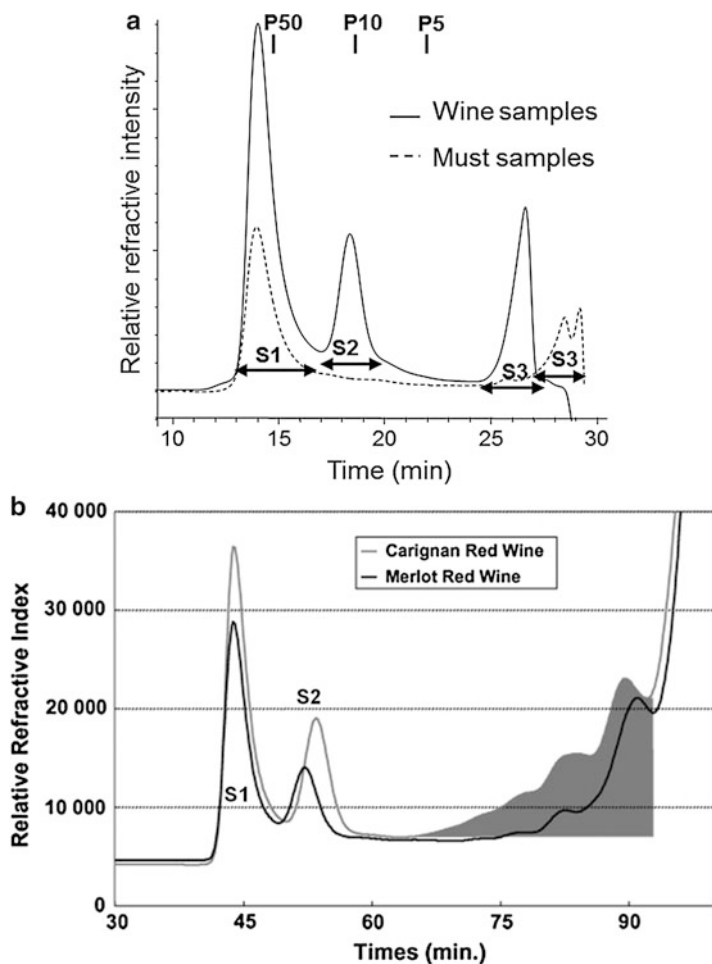 a
P50 P10 P5
Relative refractive intensity
Wine samples
Must samples
S1
S2
S3
S3
10 15 20 25 30
Time (min)
b
40 000
Carignan Red Wine
Merlot Red Wine
30 000
S2
20 000
Relative Refractive Index
S1
10 000
0
30 45 60 75 90
Times (min.)